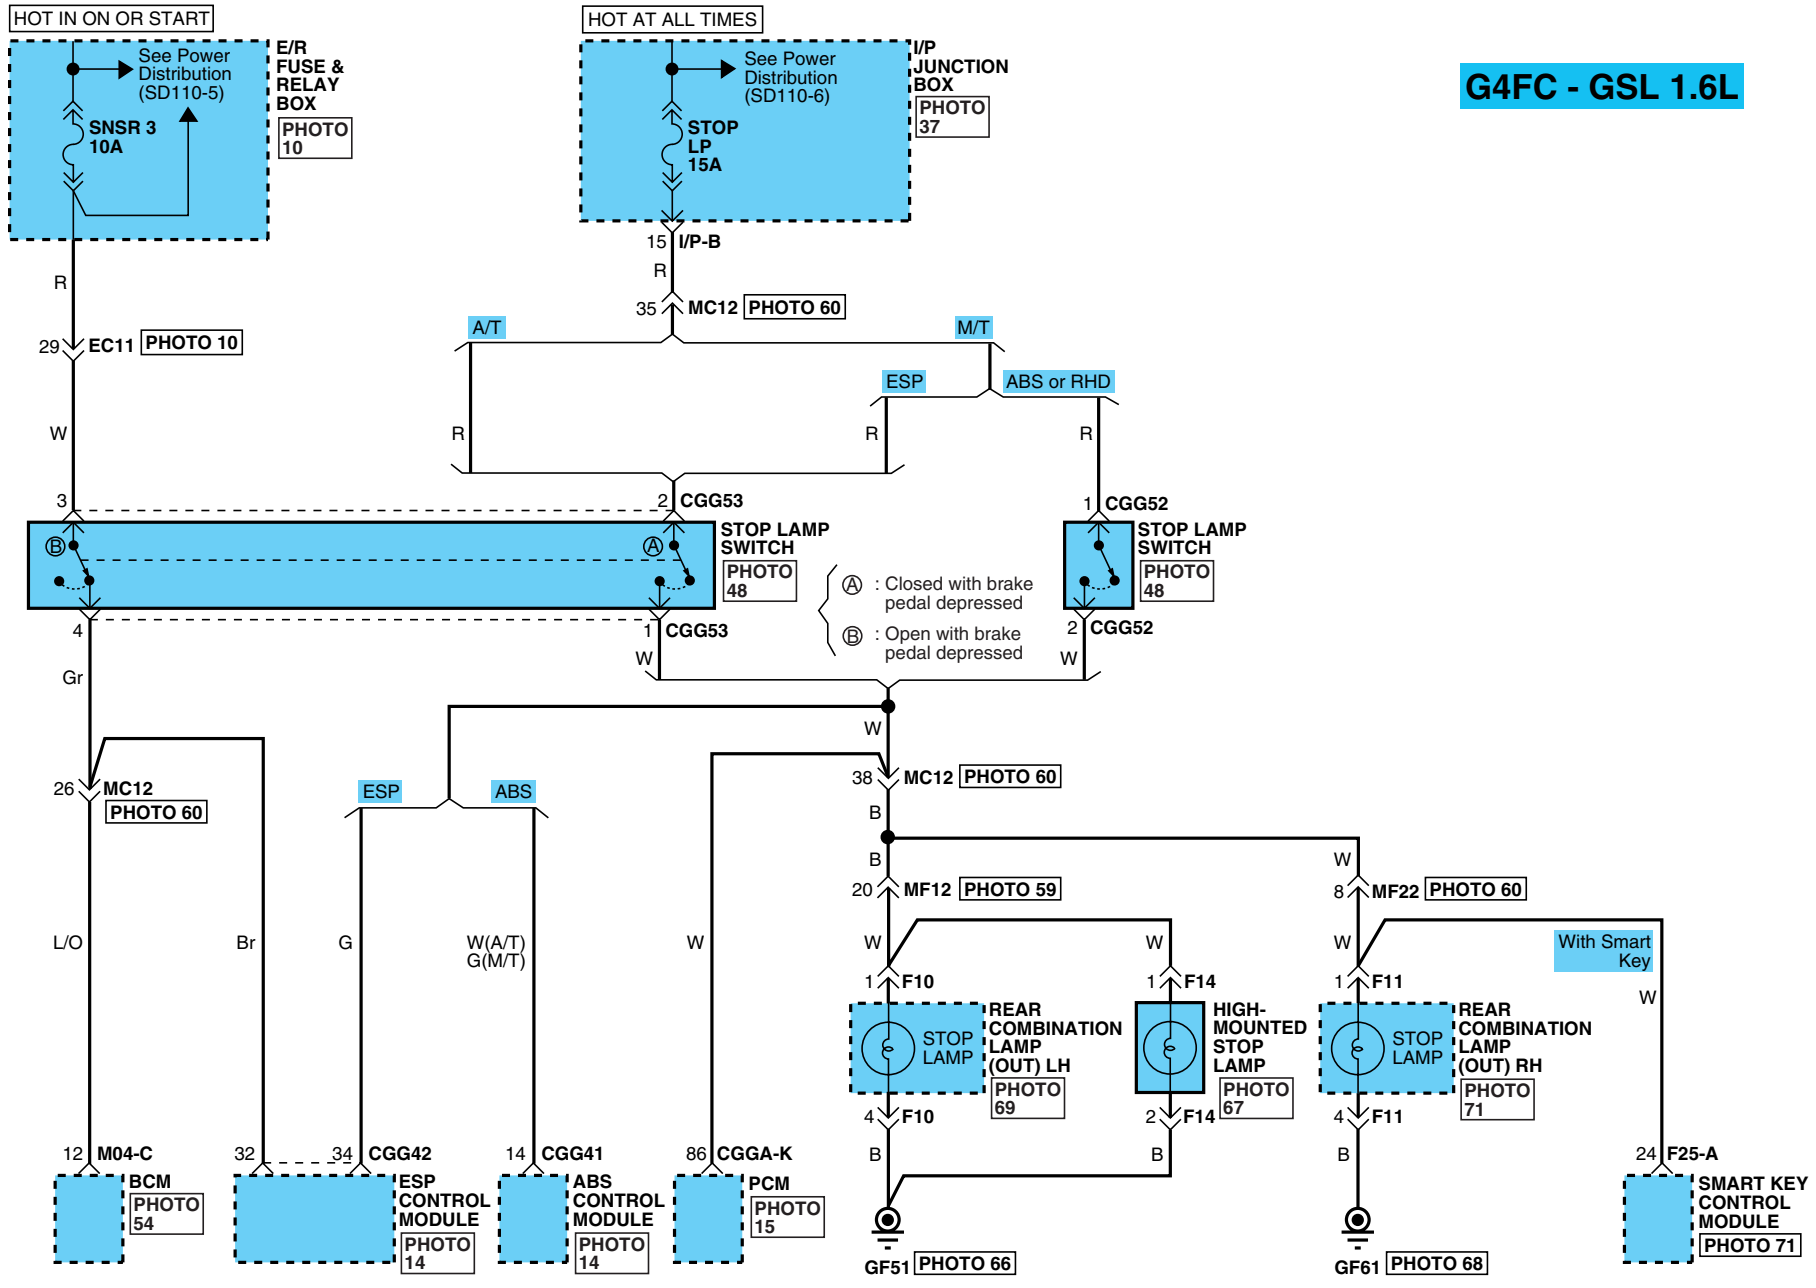 HOT IN ON OR START
HOT AT ALL TIMES
G4FC - GSL 1.6L
See Power
Distribution
(SD110-5)
SNSR 3
10A
E/R
FUSE &
RELAY
BOX
PHOTO
10
See Power
Distribution
(SD110-6)
STOP
LP
15A
I/P
JUNCTION
BOX
PHOTO
37
15 I/P-B
R
R
35 MC12 PHOTO 60
29 EC11 PHOTO 10
A/T
M/T
ESP
ABS or RHD
W
R
R
R
3
2 CGG53
1 CGG52
B
A
STOP LAMP
SWITCH
PHOTO
48
STOP LAMP
SWITCH
PHOTO
48
A : Closed with brake
pedal depressed
B : Open with brake
pedal depressed
4
1 CGG53
2 CGG52
W
W
Gr
W
26 MC12
PHOTO 60
38 MC12 PHOTO 60
ESP
ABS
B
B
W
20 MF12 PHOTO 59
8 MF22 PHOTO 60
L/O
Br
G
W(A/T)
G(M/T)
W
W
W
W
With Smart
Key
W
1 F10
1 F14
1 F11
STOP
LAMP
REAR
COMBINATION
LAMP
(OUT) LH
PHOTO
69
HIGH-
MOUNTED
STOP
LAMP
PHOTO
67
STOP
LAMP
REAR
COMBINATION
LAMP
(OUT) RH
PHOTO
71
4 F10
2 F14
4 F11
B
B
B
12 M04-C
32
34 CGG42
14 CGG41
86 CGGA-K
24 F25-A
BCM
PHOTO
54
ESP
CONTROL
MODULE
PHOTO
14
ABS
CONTROL
MODULE
PHOTO
14
PCM
PHOTO
15
SMART KEY
CONTROL
MODULE
PHOTO 71
GF51 PHOTO 66
GF61 PHOTO 68